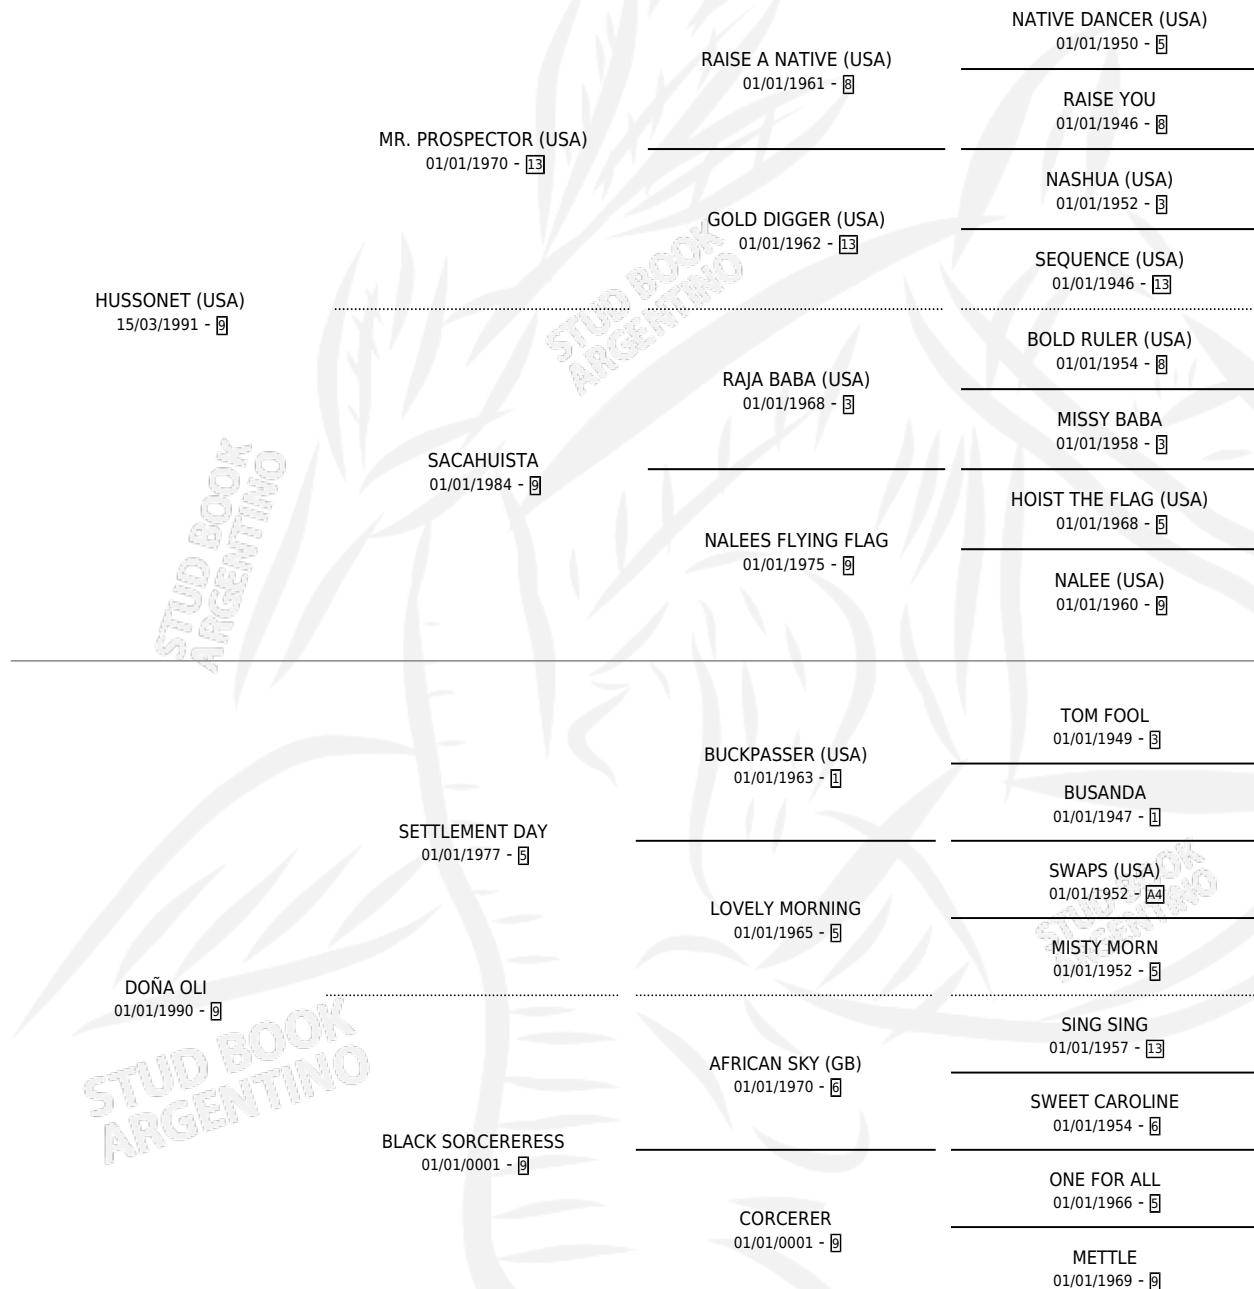 NATIVE DANCER (USA)
01/01/1950 - 5
RAISE A NATIVE (USA)
01/01/1961 - 8
RAISE YOU
01/01/1946 - 8
MR. PROSPECTOR (USA)
01/01/1970 - 13
NASHUA (USA)
01/01/1952 - 3
GOLD DIGGER (USA)
01/01/1962 - 13
SEQUENCE (USA)
01/01/1946 - 13
HUSSONET (USA)
15/03/1991 - 9
BOLD RULER (USA)
01/01/1954 - 8
RAJA BABA (USA)
01/01/1968 - 3
MISSY BABA
01/01/1958 - 3
SACAHUISTA
01/01/1984 - 9
HOIST THE FLAG (USA)
01/01/1968 - 5
NALEES FLYING FLAG
01/01/1975 - 9
NALEE (USA)
01/01/1960 - 9
TOM FOOL
01/01/1949 - 3
BUCKPASSER (USA)
01/01/1963 - 1
BUSANDA
01/01/1947 - 1
SETTLEMENT DAY
01/01/1977 - 5
SWAPS (USA)
01/01/1952 - A4
LOVELY MORNING
01/01/1965 - 5
MISTY MORN
01/01/1952 - 5
DOÑA OLI
01/01/1990 - 9
SING SING
01/01/1957 - 13
AFRICAN SKY (GB)
01/01/1970 - 6
SWEET CAROLINE
01/01/1954 - 6
BLACK SORCERERESS
01/01/0001 - 9
ONE FOR ALL
01/01/1966 - 5
CORCERER
01/01/0001 - 9
METTLE
01/01/1969 - 9
STUD BOOK
ARGENTINO
STUD BOOK
ARGENTINO
STUD BOOK
ARGENTINO
STUD BOOK
ARGENTINO